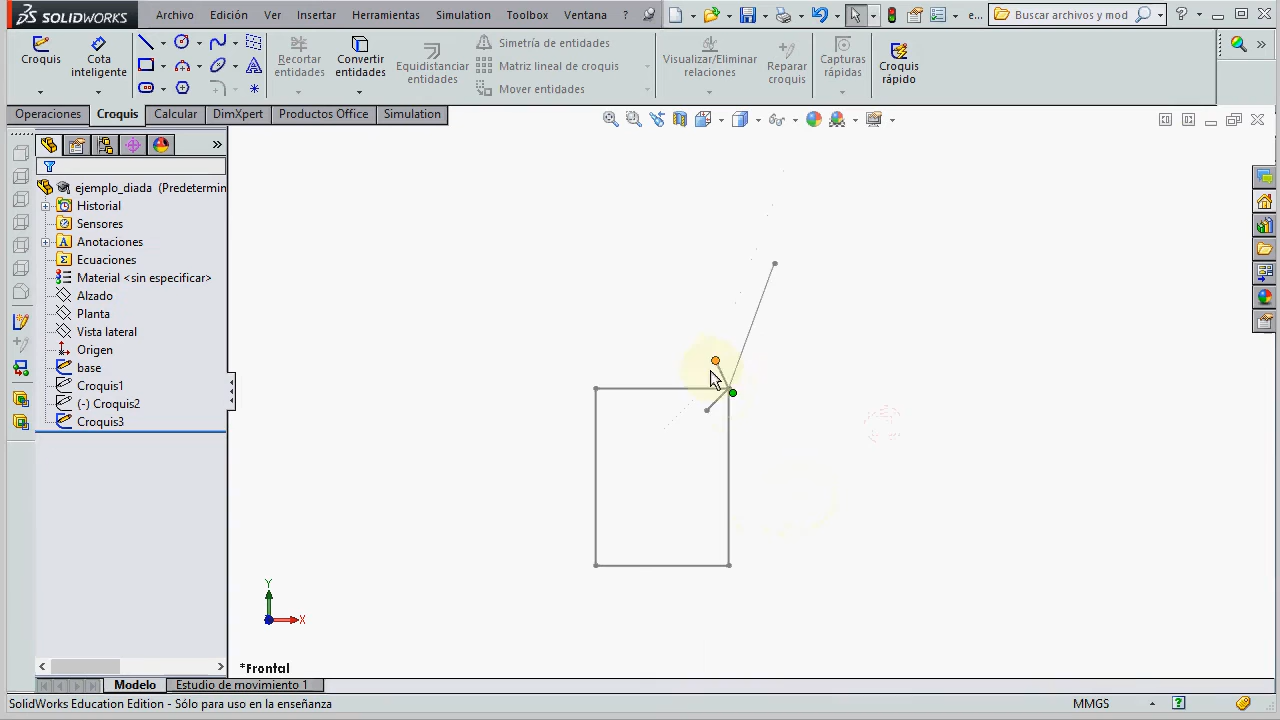 SOLIDWORKS Archivo Edición Ver Insertar Herramientas Simulation Toolbox Ventana ? e... Buscar archivos y mod ?
Croquis
Cota inteligente
Recortar entidades
Convertir entidades
Equidistanciar entidades
Simetría de entidades
Matriz lineal de croquis
Mover entidades
Visualizar/Eliminar relaciones
Reparar croquis
Capturas rápidas
Croquis rápido
Operaciones Croquis Calcular DimXpert Productos Office Simulation
ejemplo_diada (Predetermin
Historial
Sensores
Anotaciones
Ecuaciones
Material <sin especificar>
Alzado
Planta
Vista lateral
Origen
base
Croquis1
(-) Croquis2
Croquis3
Y
X
*Frontal
Modelo Estudio de movimiento 1
SolidWorks Education Edition - Sólo para uso en la enseñanza MMGS ?